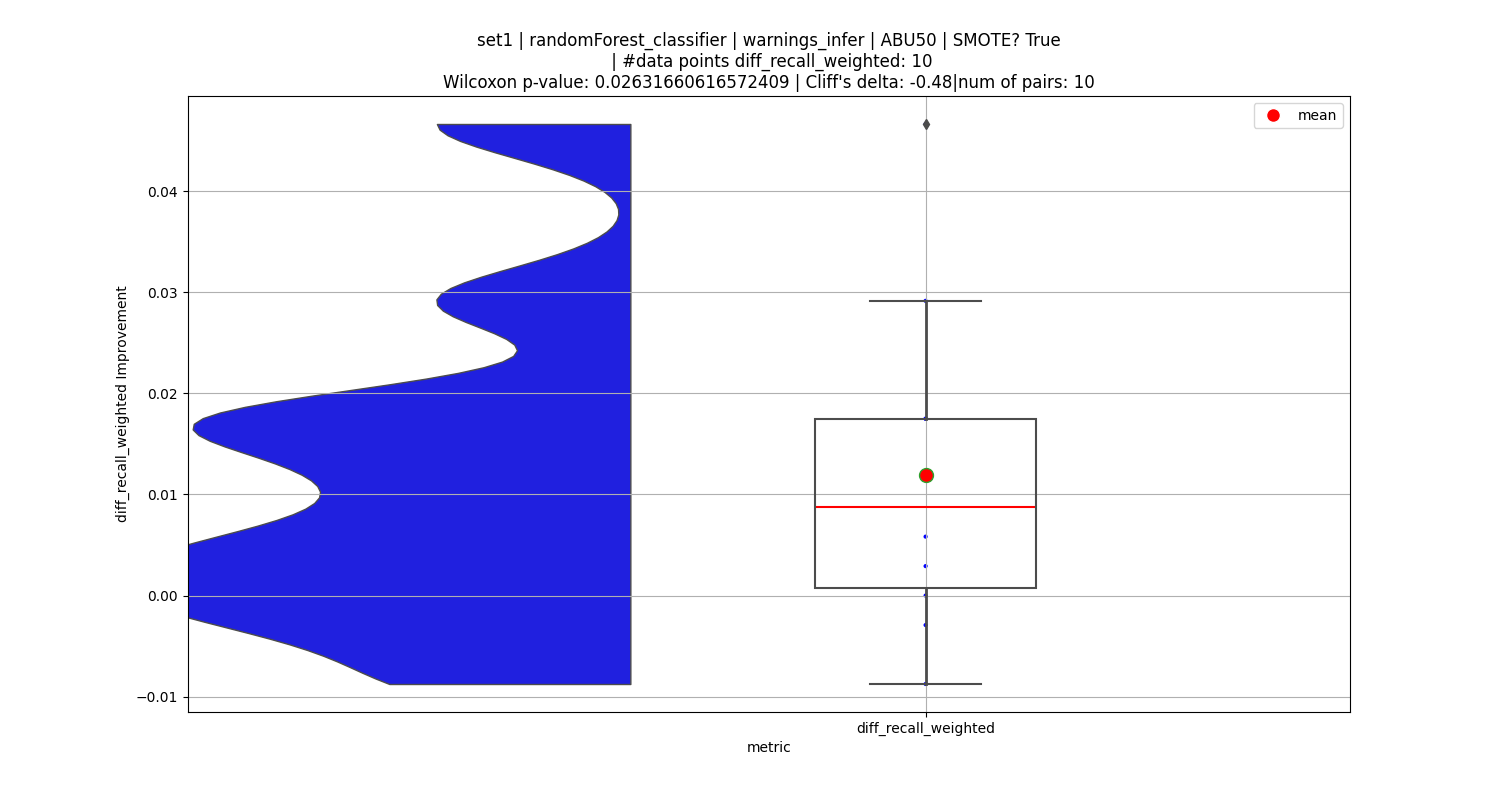 set1 | randomForest_classifier | warnings_infer | ABU50 | SMOTE? True
| #data points diff_recall_weighted: 10
Wilcoxon p-value: 0.02631660616572409 | Cliff's delta: -0.48|num of pairs: 10
mean
0.04
0.03
0.02
0.01
0.00
−0.01
diff_recall_weighted Improvement
diff_recall_weighted
metric